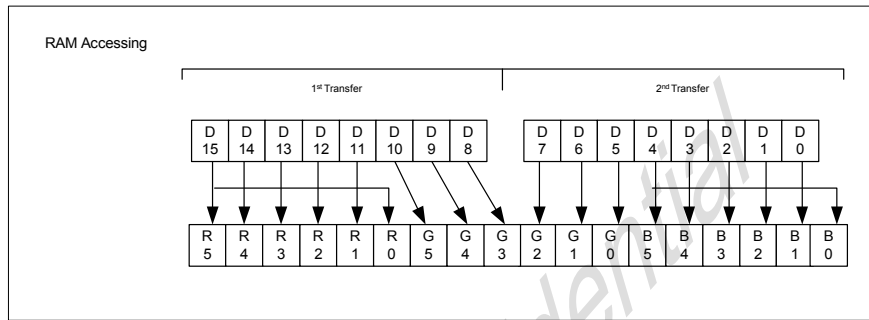 RAM Accessing
1st Transfer 2nd Transfer
D D D D D D D D D D D D D D D D
15 14 13 12 11 10 9 8 7 6 5 4 3 2 1 0
R R R R R R G G G G G G B B B B B B
5 4 3 2 1 0 5 4 3 2 1 0 5 4 3 2 1 0